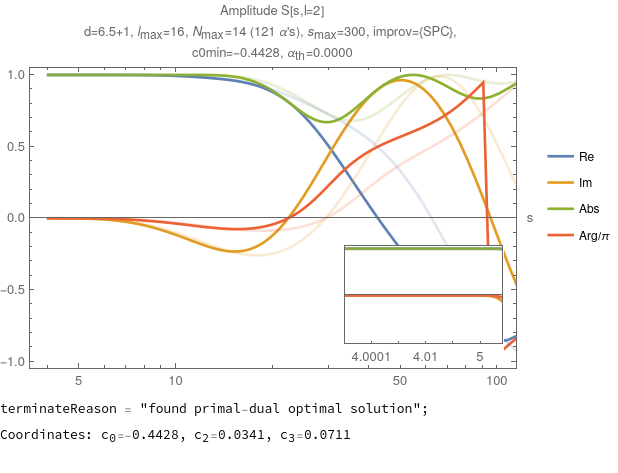 Amplitude S[s,l=2]
d=6.5+1, lmax=16, Nmax=14 (121 α's), smax=300, improv={SPC},
c0min=-0.4428, αth=0.0000
1.0
0.5
0.0
-0.5
-1.0
5
10
50
100
s
4.0001
4.01
5
Re
Im
Abs
Arg/π
terminateReason = "found primal-dual optimal solution";
Coordinates: c0=-0.4428, c2=0.0341, c3=0.0711